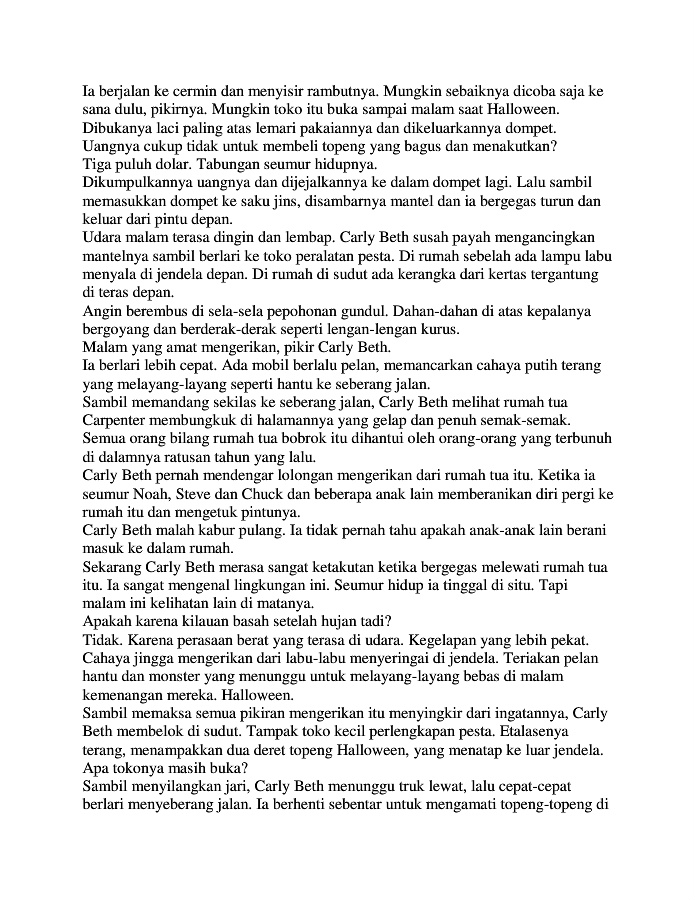 Ia berjalan ke cermin dan menyisir rambutnya. Mungkin sebaiknya dicoba saja ke
sana dulu, pikirnya. Mungkin toko itu buka sampai malam saat Halloween.
Dibukanya laci paling atas lemari pakaiannya dan dikeluarkannya dompet.
Uangnya cukup tidak untuk membeli topeng yang bagus dan menakutkan?
Tiga puluh dolar. Tabungan seumur hidupnya.
Dikumpulkannya uangnya dan dijejalkannya ke dalam dompet lagi. Lalu sambil
memasukkan dompet ke saku jins, disambarnya mantel dan ia bergegas turun dan
keluar dari pintu depan.
Udara malam terasa dingin dan lembap. Carly Beth susah payah mengancingkan
mantelnya sambil berlari ke toko peralatan pesta. Di rumah sebelah ada lampu labu
menyala di jendela depan. Di rumah di sudut ada kerangka dari kertas tergantung
di teras depan.
Angin berembus di sela-sela pepohonan gundul. Dahan-dahan di atas kepalanya
bergoyang dan berderak-derak seperti lengan-lengan kurus.
Malam yang amat mengerikan, pikir Carly Beth.
Ia berlari lebih cepat. Ada mobil berlalu pelan, memancarkan cahaya putih terang
yang melayang-layang seperti hantu ke seberang jalan.
Sambil memandang sekilas ke seberang jalan, Carly Beth melihat rumah tua
Carpenter membungkuk di halamannya yang gelap dan penuh semak-semak.
Semua orang bilang rumah tua bobrok itu dihantui oleh orang-orang yang terbunuh
di dalamnya ratusan tahun yang lalu.
Carly Beth pernah mendengar lolongan mengerikan dari rumah tua itu. Ketika ia
seumur Noah, Steve dan Chuck dan beberapa anak lain memberanikan diri pergi ke
rumah itu dan mengetuk pintunya.
Carly Beth malah kabur pulang. Ia tidak pernah tahu apakah anak-anak lain berani
masuk ke dalam rumah.
Sekarang Carly Beth merasa sangat ketakutan ketika bergegas melewati rumah tua
itu. Ia sangat mengenal lingkungan ini. Seumur hidup ia tinggal di situ. Tapi
malam ini kelihatan lain di matanya.
Apakah karena kilauan basah setelah hujan tadi?
Tidak. Karena perasaan berat yang terasa di udara. Kegelapan yang lebih pekat.
Cahaya jingga mengerikan dari labu-labu menyeringai di jendela. Teriakan pelan
hantu dan monster yang menunggu untuk melayang-layang bebas di malam
kemenangan mereka. Halloween.
Sambil memaksa semua pikiran mengerikan itu menyingkir dari ingatannya, Carly
Beth membelok di sudut. Tampak toko kecil perlengkapan pesta. Etalasenya
terang, menampakkan dua deret topeng Halloween, yang menatap ke luar jendela.
Apa tokonya masih buka?
Sambil menyilangkan jari, Carly Beth menunggu truk lewat, lalu cepat-cepat
berlari menyeberang jalan. Ia berhenti sebentar untuk mengamati topeng-topeng di